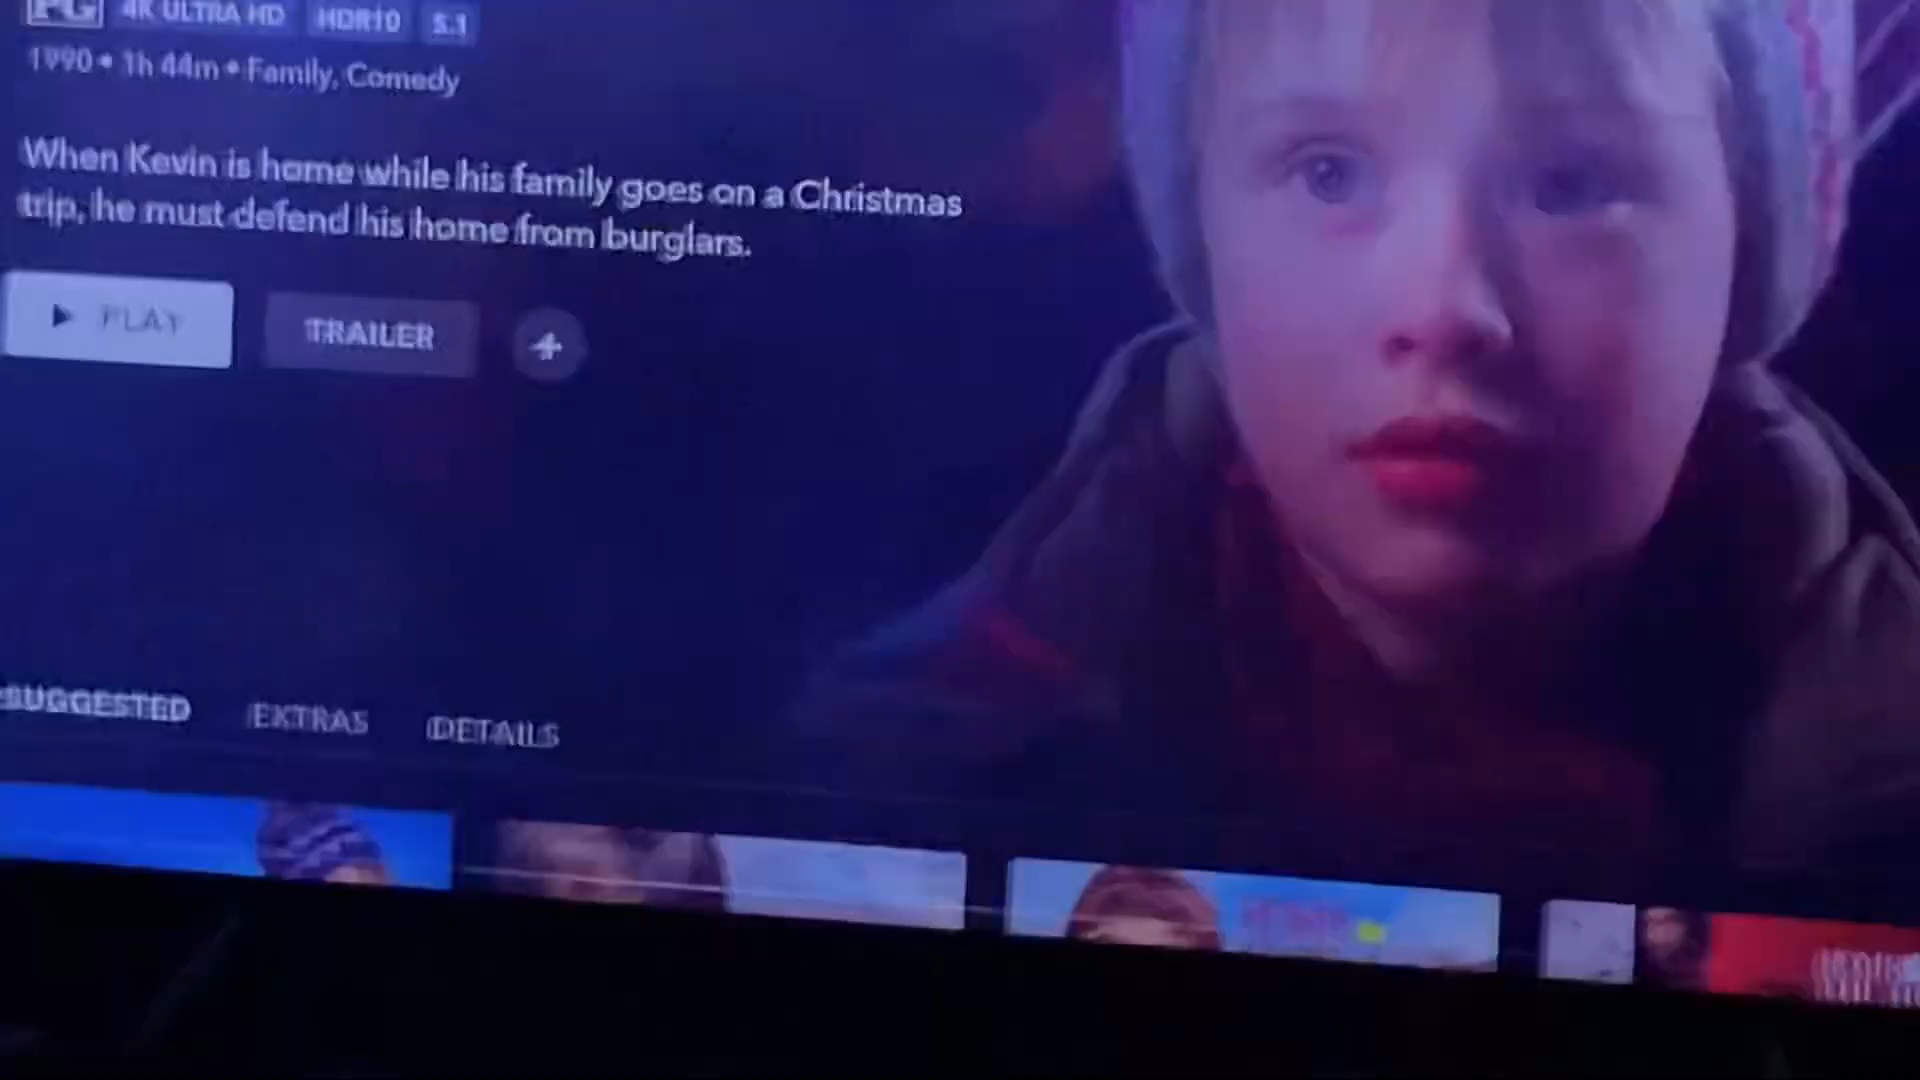 PG 4K ULTRA HD HDR10 5.1
1990 • 1h 44m • Family, Comedy
When Kevin is home while his family goes on a Christmas
trip, he must defend his home from burglars.
PLAY TRAILER +
SUGGESTED EXTRAS DETAILS